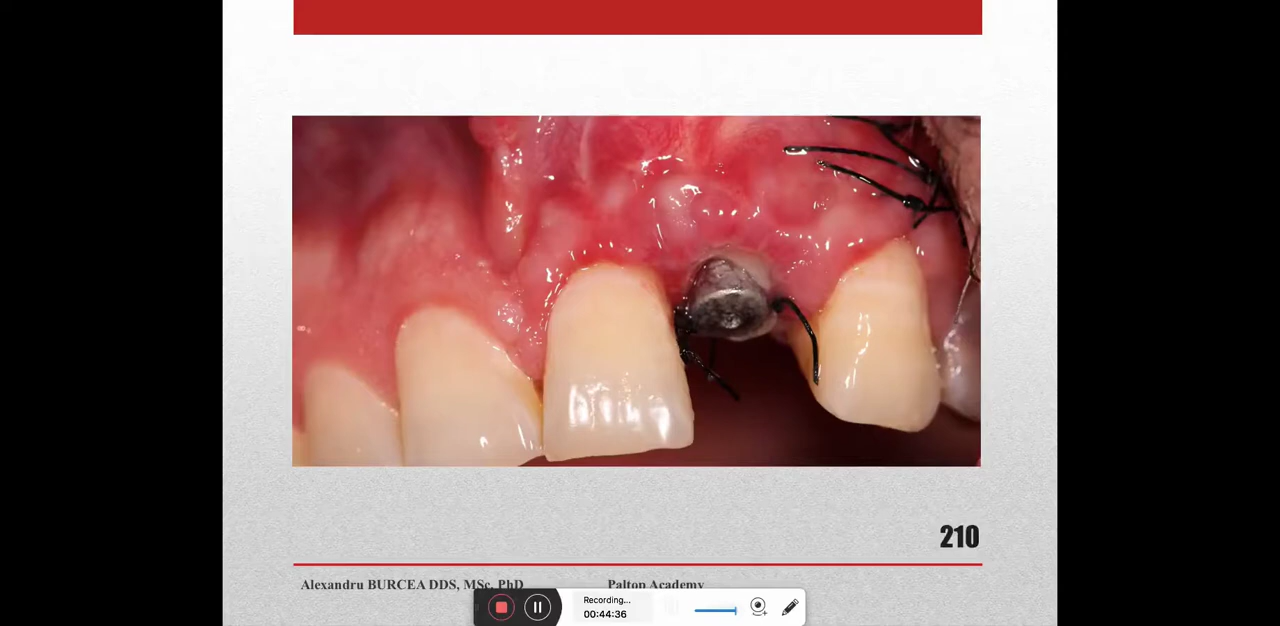 210
Alexandru BURCEA DDS, MSc, PhD
Palton Academy
Recording...
00:44:36